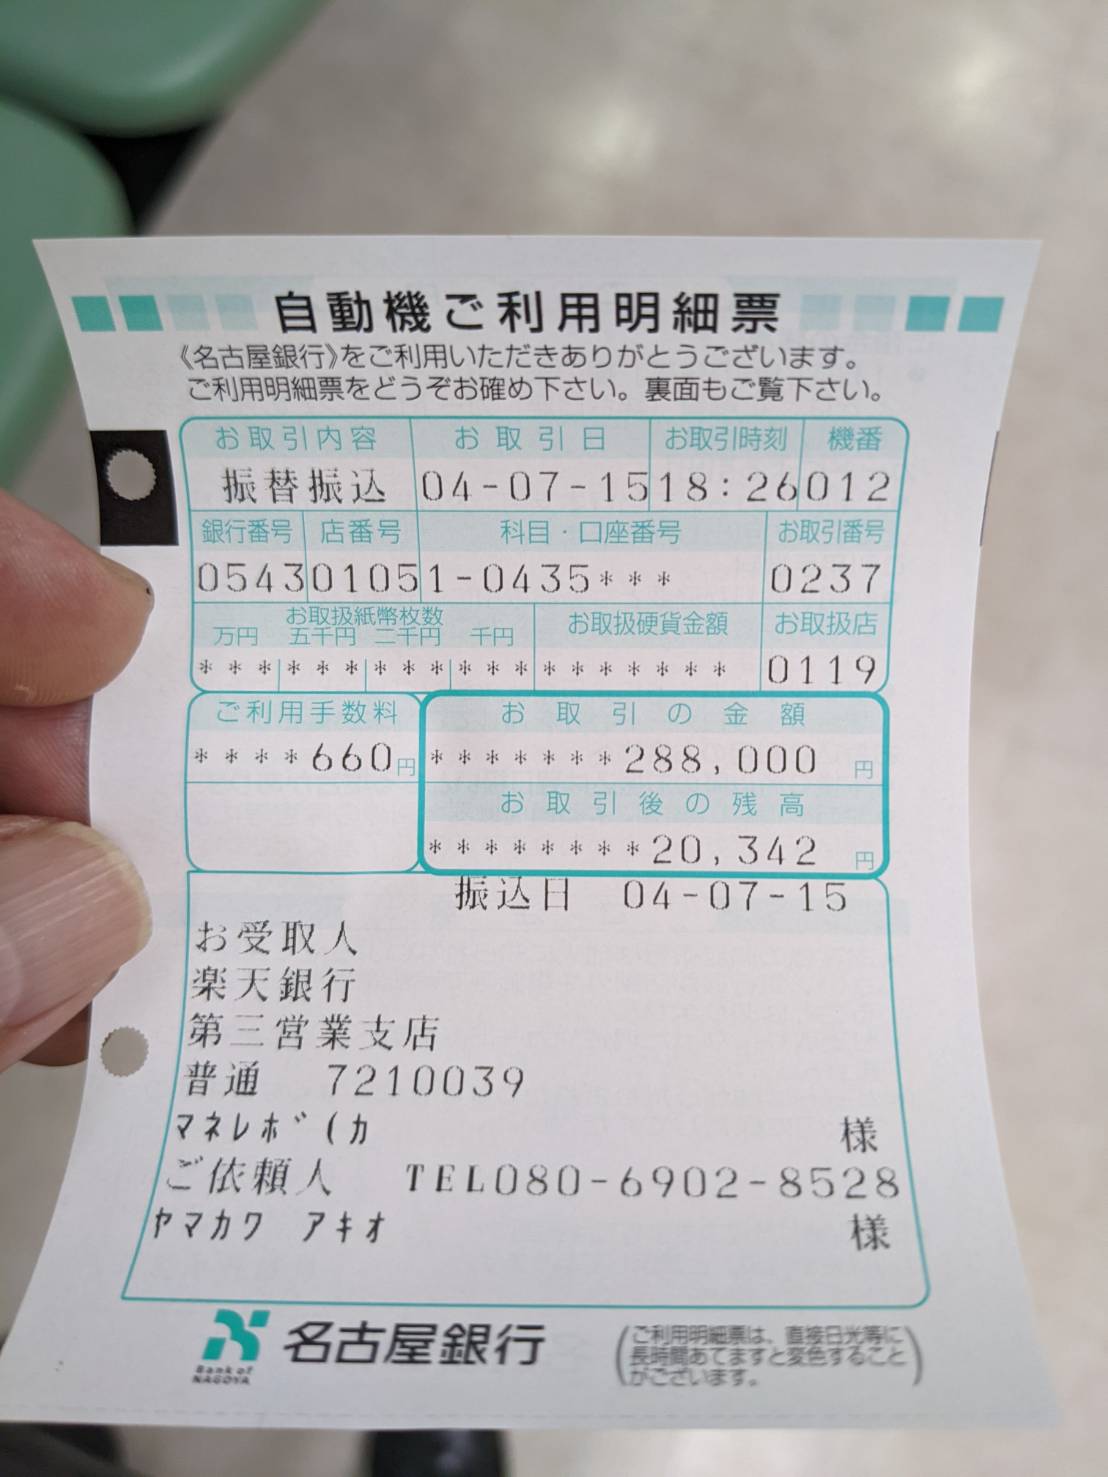 自動機ご利用明細票
《名古屋銀行》をご利用いただきありがとうございます。
ご利用明細票をどうぞお確め下さい。裏面もご覧下さい。
お取引内容 お取引日 お取引時刻 機番
振替振込 04-07-15 18:26 012
銀行番号 店番号 科目・口座番号 お取引番号
0543 0105 1-0435*** 0237
お取扱紙幣枚数 お取扱硬貨金額 お取扱店
万円 五千円 二千円 千円
*** *** *** *** ******* 0119
ご利用手数料 お取引の金額
****660円 *******288,000円
お取引後の残高
********20,342円
振込日 04-07-15
お受取人
楽天銀行
第三営業支店
普通 7210039
マネレボ(カ 様
ご依頼人 TEL080-6902-8528
ヤマカワ アキオ 様
Bank of NAGOYA
名古屋銀行
(ご利用明細票は、直接日光等に
長時間あてますと変色すること
がございます。)